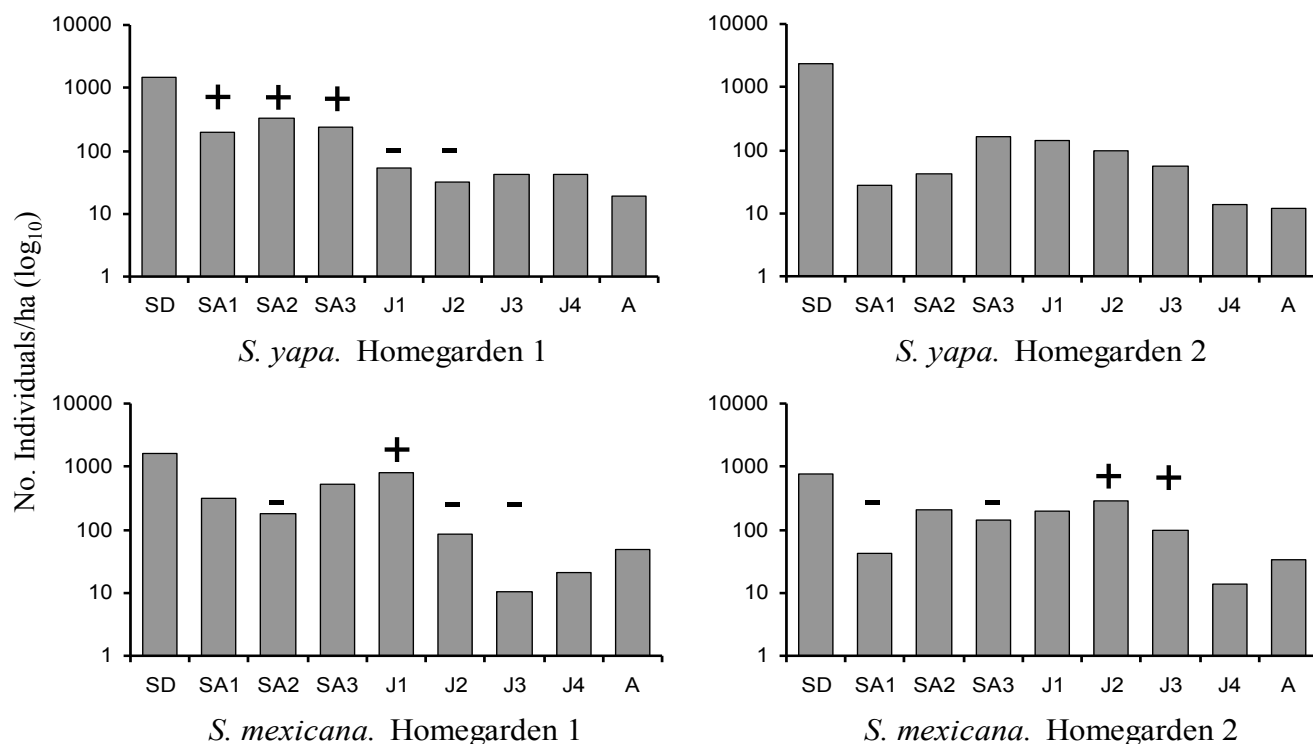 No. Individuals/ha (log10)
10000
1000
100
10
1
+ + +
- -
SD SA1 SA2 SA3 J1 J2 J3 J4 A
S. yapa. Homegarden 1
10000
1000
100
10
1
SD SA1 SA2 SA3 J1 J2 J3 J4 A
S. yapa. Homegarden 2
10000
1000
100
10
1
+
- - -
SD SA1 SA2 SA3 J1 J2 J3 J4 A
S. mexicana. Homegarden 1
10000
1000
100
10
1
+ +
- -
SD SA1 SA2 SA3 J1 J2 J3 J4 A
S. mexicana. Homegarden 2